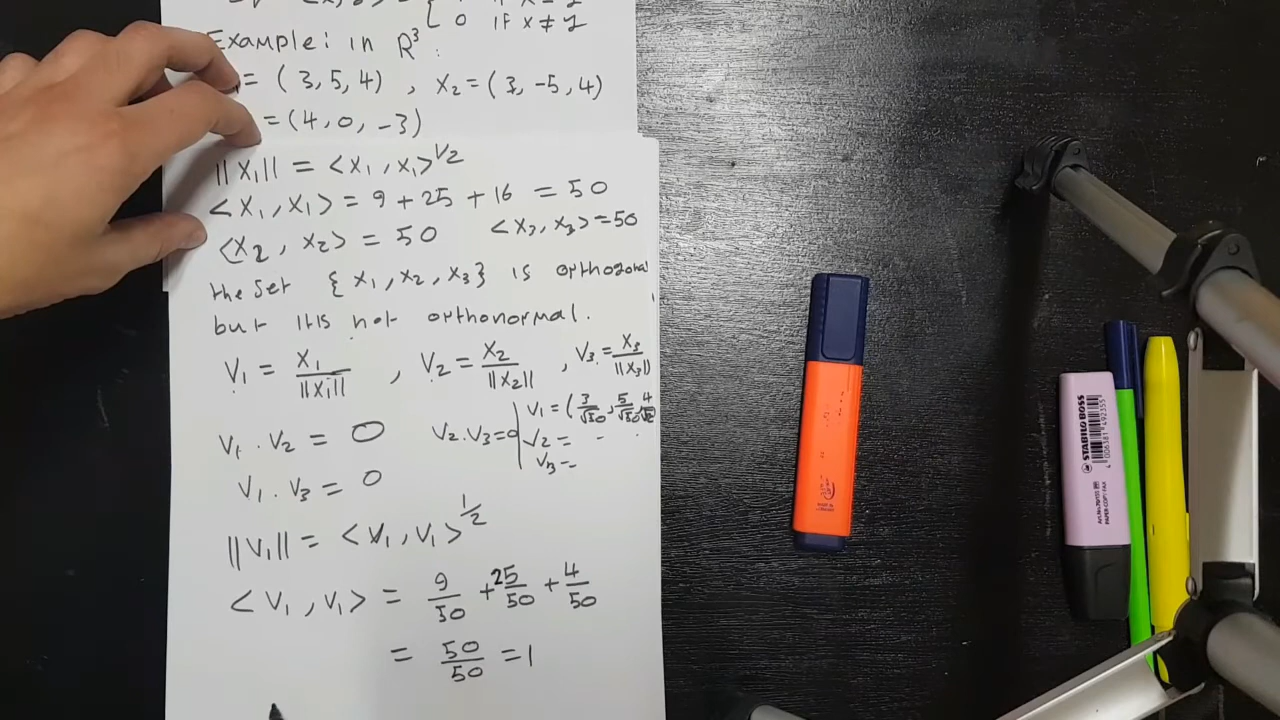 <x,y> = { 1 if x = y
0 if x ≠ y
Example: in R³:
= (3, 5, 4) , x₂ = (3, -5, 4)
= (4, 0, -3)
||x₁|| = <x₁, x₁>^1/2
<x₁, x₁> = 9 + 25 + 16 = 50
<x₂, x₂> = 50 <x₃, x₃> = 50
the set {x₁, x₂, x₃} is orthogonal
but it is not orthonormal.
V₁ = x₁/||x₁|| , V₂ = x₂/||x₂|| , V₃ = x₃/||x₃||
V₁ . V₂ = 0 V₂ . V₃ = 0
V₁ = (3/√50, 5/√50, 4/√50
V₂ = - .
V₃ = -
V₁ . V₃ = 0
||V₁|| = <V₁, V₁>^1/2
<V₁, V₁> = 9/50 + 25/50 + 4/50
= 50/50 = 1
STABILO BOSS
4 006381 492355